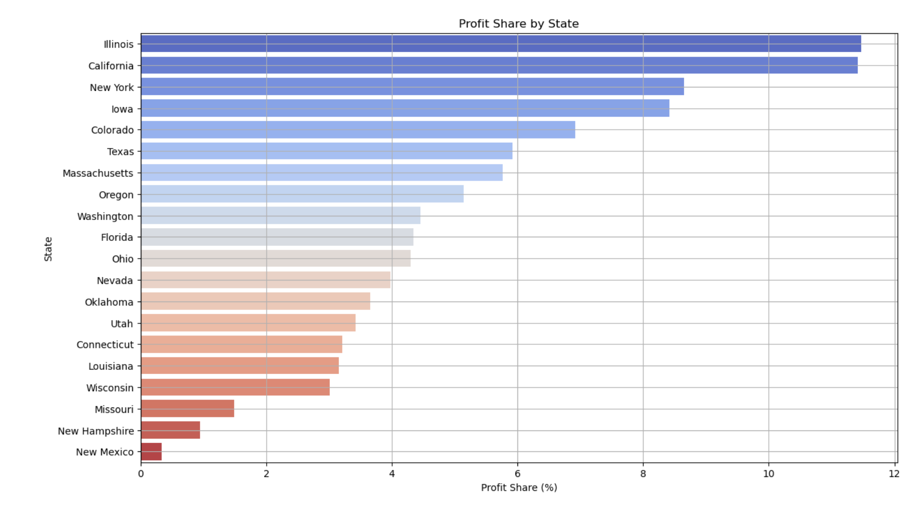 Profit Share by State
State
Illinois
California
New York
Iowa
Colorado
Texas
Massachusetts
Oregon
Washington
Florida
Ohio
Nevada
Oklahoma
Utah
Connecticut
Louisiana
Wisconsin
Missouri
New Hampshire
New Mexico
0 2 4 6 8 10 12
Profit Share (%)